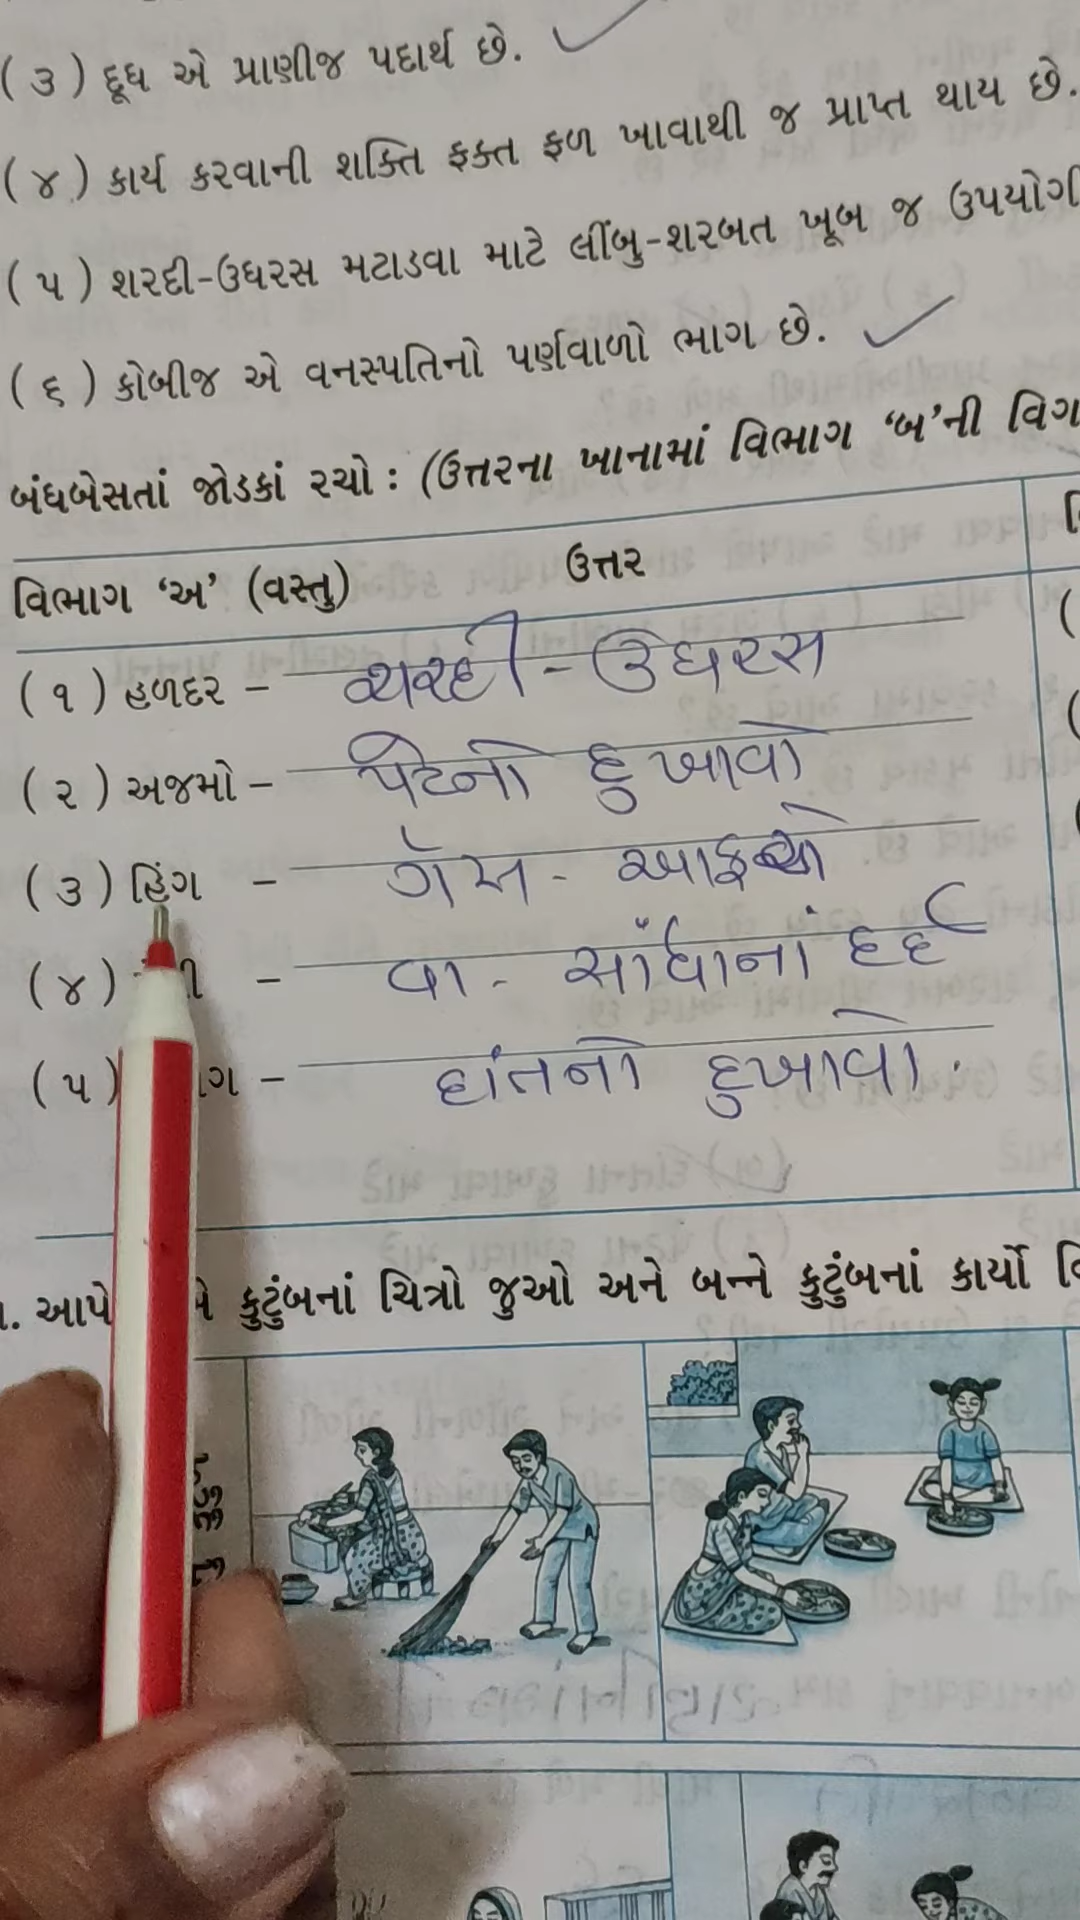 (૩) દૂધ એ પ્રાણીજ પદાર્થ છે.
(૪) કાર્ય કરવાની શક્તિ ફક્ત ફળ ખાવાથી જ પ્રાપ્ત થાય છે.
(૫) શરદી-ઉધરસ મટાડવા માટે લીંબુ-શરબત ખૂબ જ ઉપયોગી
(૬) કોબીજ એ વનસ્પતિનો પર્ણવાળો ભાગ છે.
બંધબેસતાં જોડકાં રચો : (ઉત્તરના ખાનામાં વિભાગ ‘બ’ની વિગ
વિભાગ ‘અ’ (વસ્તુ) ઉત્તર
(૧) હળદર – શરદી - ઉધરસ
(૨) અજમો – પેટનો દુખાવો
(૩) હિંગ – ગૅસ - આફરો
(૪) – વા - સાંધાનાં દર્દ
(૫) – દાંતનો દુખાવો.
કુટુંબનાં ચિત્રો જુઓ અને બન્ને કુટુંબનાં કાર્યો